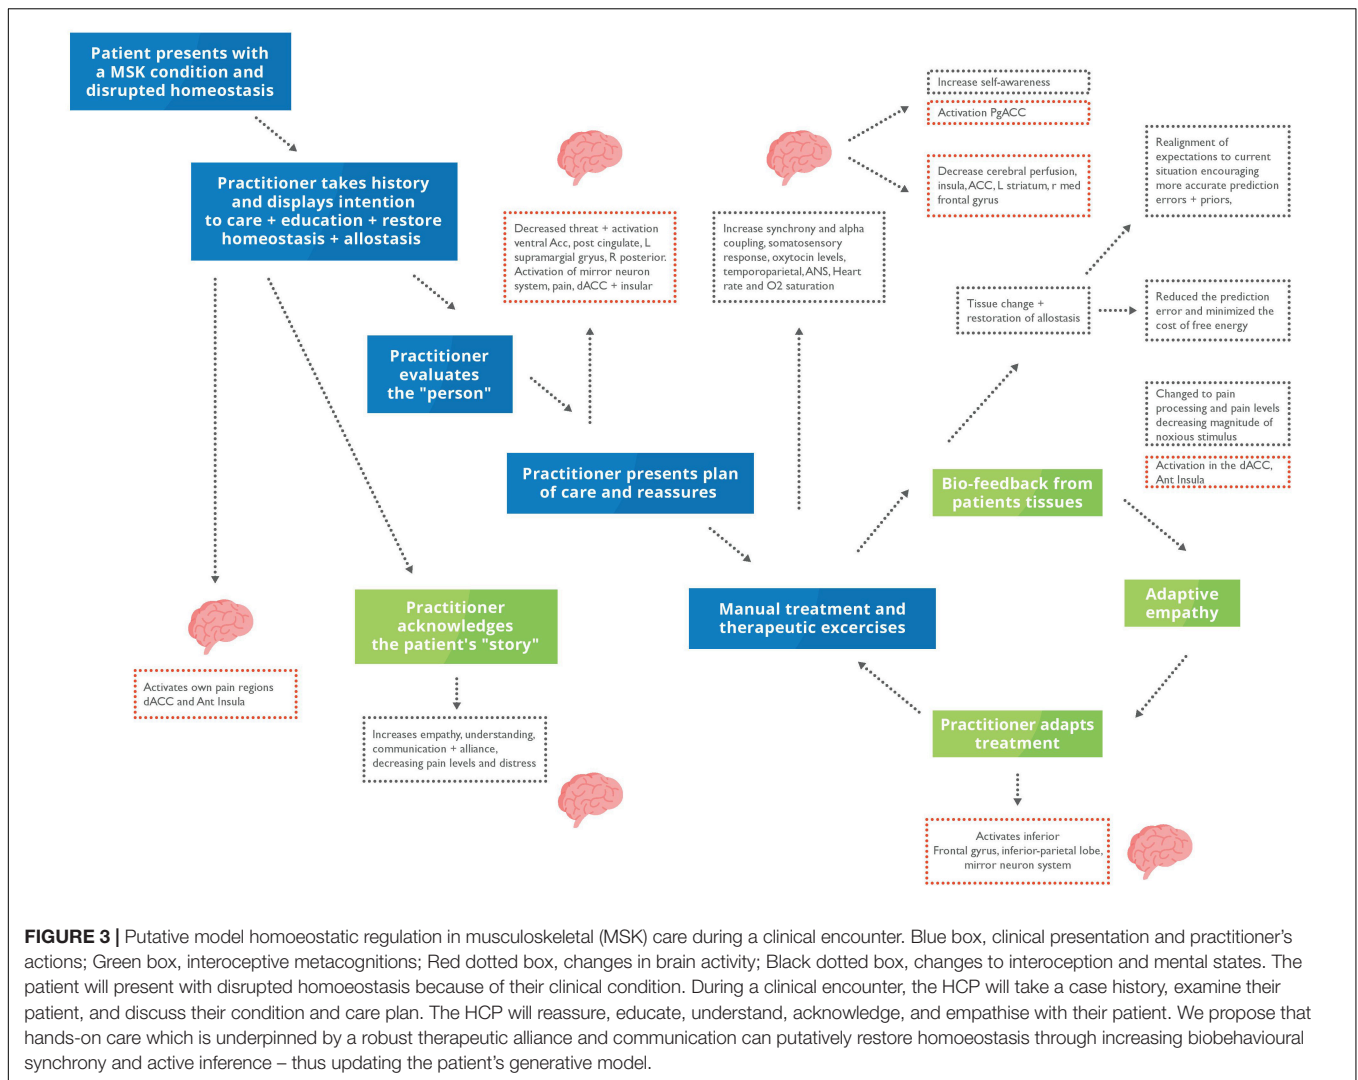 Patient presents with
a MSK condition and
disrupted homeostasis
Practitioner takes history
and displays intention
to care + education + restore
homeostasis + allostasis
Practitioner
evaluates
the "person"
Practitioner presents plan
of care and reassures
Decreased threat + activation
ventral Acc, post cingulate, L
supramargial gryus, R posterior.
Activation of mirror neuron
system, pain, dACC + insular
Increase synchrony and alpha
coupling, somatosensory
response, oxytocin levels,
temporoparietal, ANS, Heart
rate and O2 saturation
Increase self-awareness
Activation PgACC
Decrease cerebral perfusion,
insula, ACC, L striatum, r med
frontal gyrus
Realignment of
expectations to current
situation encouraging
more accurate prediction
errors + priors,
Tissue change +
restoration of allostasis
Reduced the prediction
error and minimized the
cost of free energy
Changed to pain
processing and pain levels
decreasing magnitude of
noxious stimulus
Activation in the dACC,
Ant Insula
Bio-feedback from
patients tissues
Adaptive
empathy
Manual treatment and
therapeutic excercises
Practitioner adapts
treatment
Activates inferior
Frontal gyrus, inferior-parietal lobe,
mirror neuron system
Practitioner
acknowledges
the patient's "story"
Increases empathy, understanding,
communication + alliance,
decreasing pain levels and distress
Activates own pain regions
dACC and Ant Insula
FIGURE 3 | Putative model homoeostatic regulation in musculoskeletal (MSK) care during a clinical encounter. Blue box, clinical presentation and practitioner's
actions; Green box, interoceptive metacognitions; Red dotted box, changes in brain activity; Black dotted box, changes to interoception and mental states. The
patient will present with disrupted homoeostasis because of their clinical condition. During a clinical encounter, the HCP will take a case history, examine their
patient, and discuss their condition and care plan. The HCP will reassure, educate, understand, acknowledge, and empathise with their patient. We propose that
hands-on care which is underpinned by a robust therapeutic alliance and communication can putatively restore homoeostasis through increasing biobehavioural
synchrony and active inference – thus updating the patient's generative model.